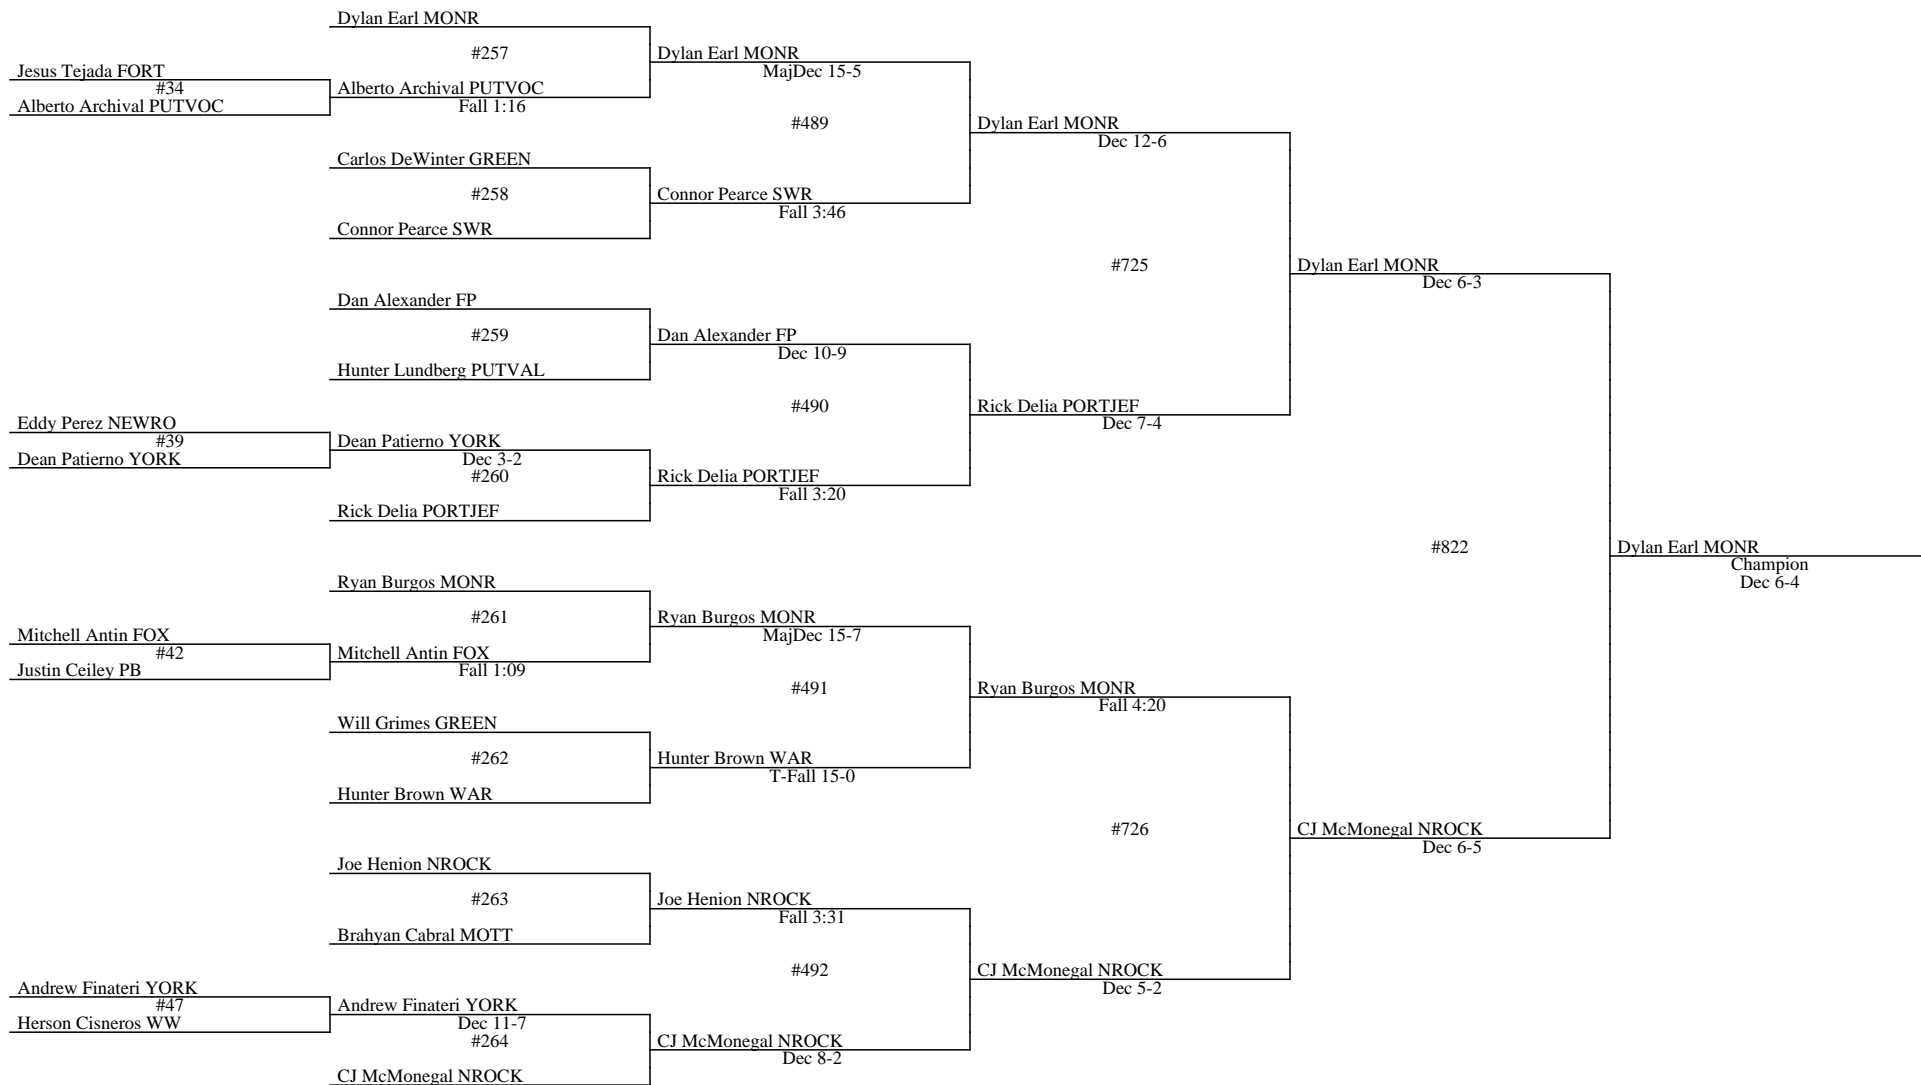 Dylan Earl MONR
#257
Dylan Earl MONR
MajDec 15-5
Jesus Tejada FORT
#34
Alberto Archival PUTVOC
Alberto Archival PUTVOC
Fall 1:16
#489
Dylan Earl MONR
Dec 12-6
Carlos DeWinter GREEN
#258
Connor Pearce SWR
Fall 3:46
Connor Pearce SWR
#725
Dylan Earl MONR
Dec 6-3
Dan Alexander FP
#259
Dan Alexander FP
Dec 10-9
Hunter Lundberg PUTVAL
#490
Rick Delia PORTJEF
Dec 7-4
Eddy Perez NEWRO
#39
Dean Patierno YORK
Dean Patierno YORK
Dec 3-2
#260
Rick Delia PORTJEF
Fall 3:20
Rick Delia PORTJEF
#822
Dylan Earl MONR
Champion
Dec 6-4
Ryan Burgos MONR
#261
Ryan Burgos MONR
MajDec 15-7
Mitchell Antin FOX
#42
Justin Ceiley PB
Mitchell Antin FOX
Fall 1:09
#491
Ryan Burgos MONR
Fall 4:20
Will Grimes GREEN
#262
Hunter Brown WAR
T-Fall 15-0
Hunter Brown WAR
#726
CJ McMonegal NROCK
Dec 6-5
Joe Henion NROCK
#263
Joe Henion NROCK
Fall 3:31
Brahyan Cabral MOTT
#492
CJ McMonegal NROCK
Dec 5-2
Andrew Finateri YORK
#47
Herson Cisneros WW
Andrew Finateri YORK
Dec 11-7
#264
CJ McMonegal NROCK
Dec 8-2
CJ McMonegal NROCK